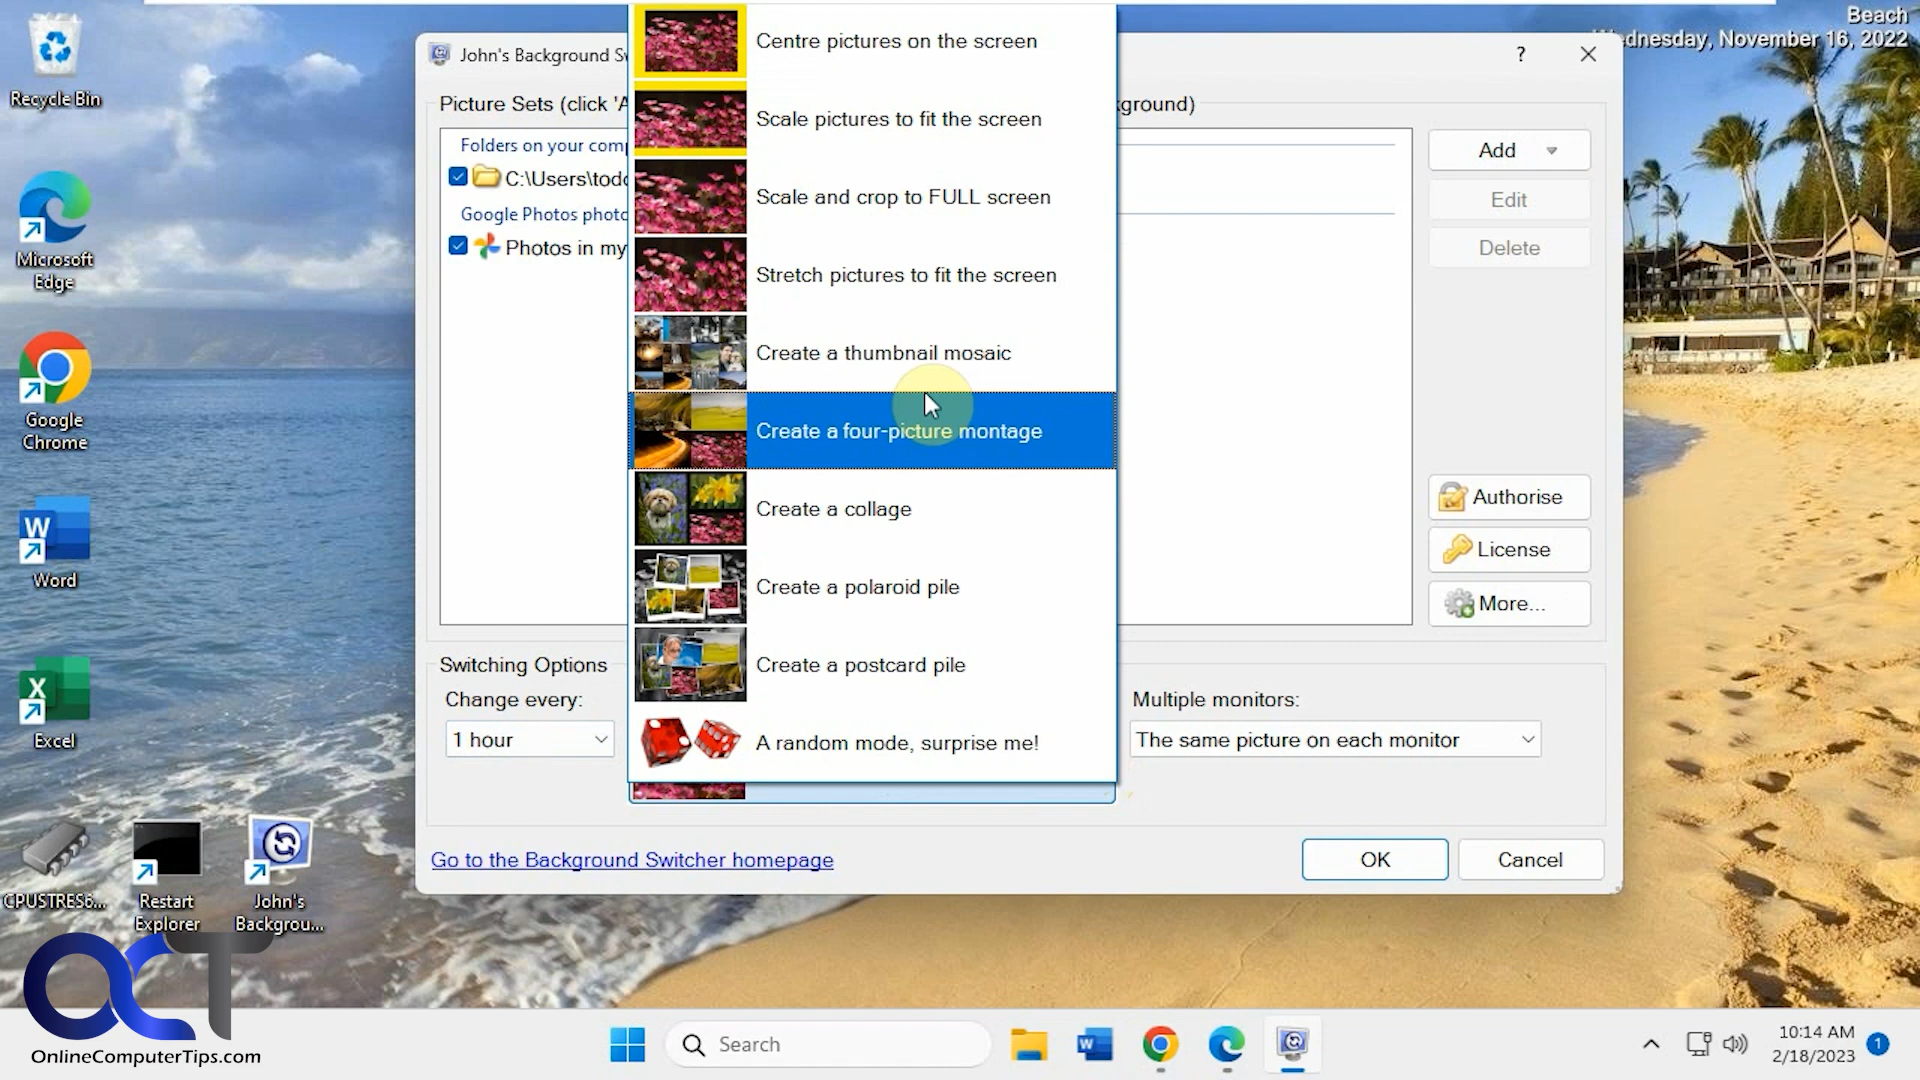 Beach
Wednesday, November 16, 2022
Recycle Bin
Microsoft
Edge
Google
Chrome
Word
Excel
CPUSTRES6...
Restart
Explorer
John's
Backgrou...
John's Background S
Picture Sets (click 'A
kground)
Folders on your comp
C:\Users\todd
Google Photos photo
Photos in my
Centre pictures on the screen
Scale pictures to fit the screen
Scale and crop to FULL screen
Stretch pictures to fit the screen
Create a thumbnail mosaic
Create a four-picture montage
Create a collage
Create a polaroid pile
Create a postcard pile
A random mode, surprise me!
Add
Edit
Delete
Authorise
License
More...
Switching Options
Change every:
1 hour
Multiple monitors:
The same picture on each monitor
Go to the Background Switcher homepage
OK
Cancel
OCT
OnlineComputerTips.com
Search
10:14 AM
2/18/2023
1